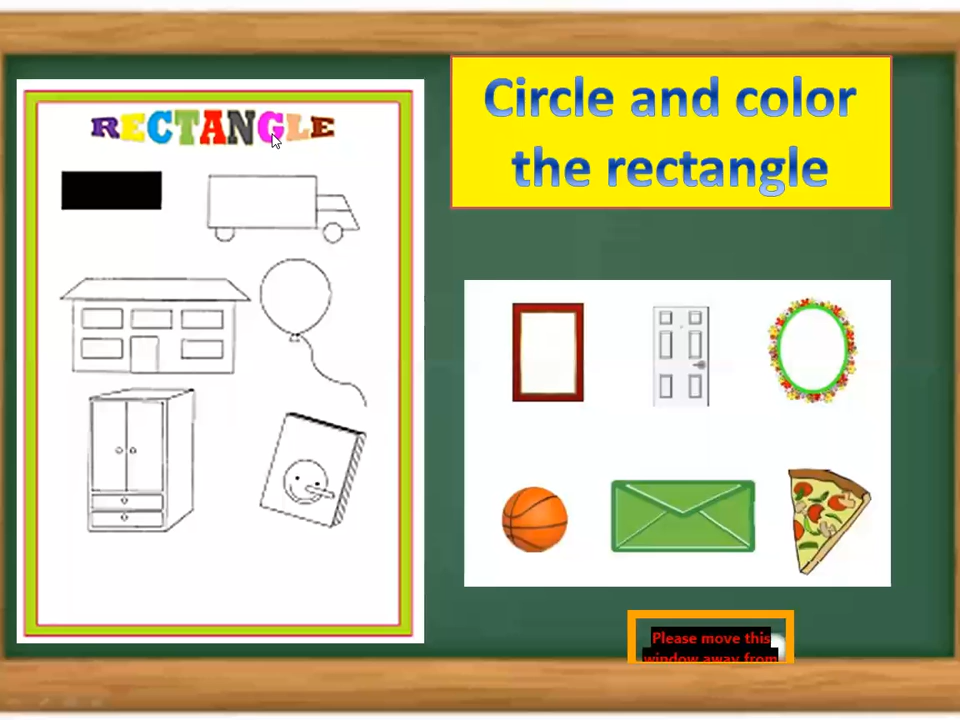 RECTANGLE
Circle and color
the rectangle
Please move this
window away from